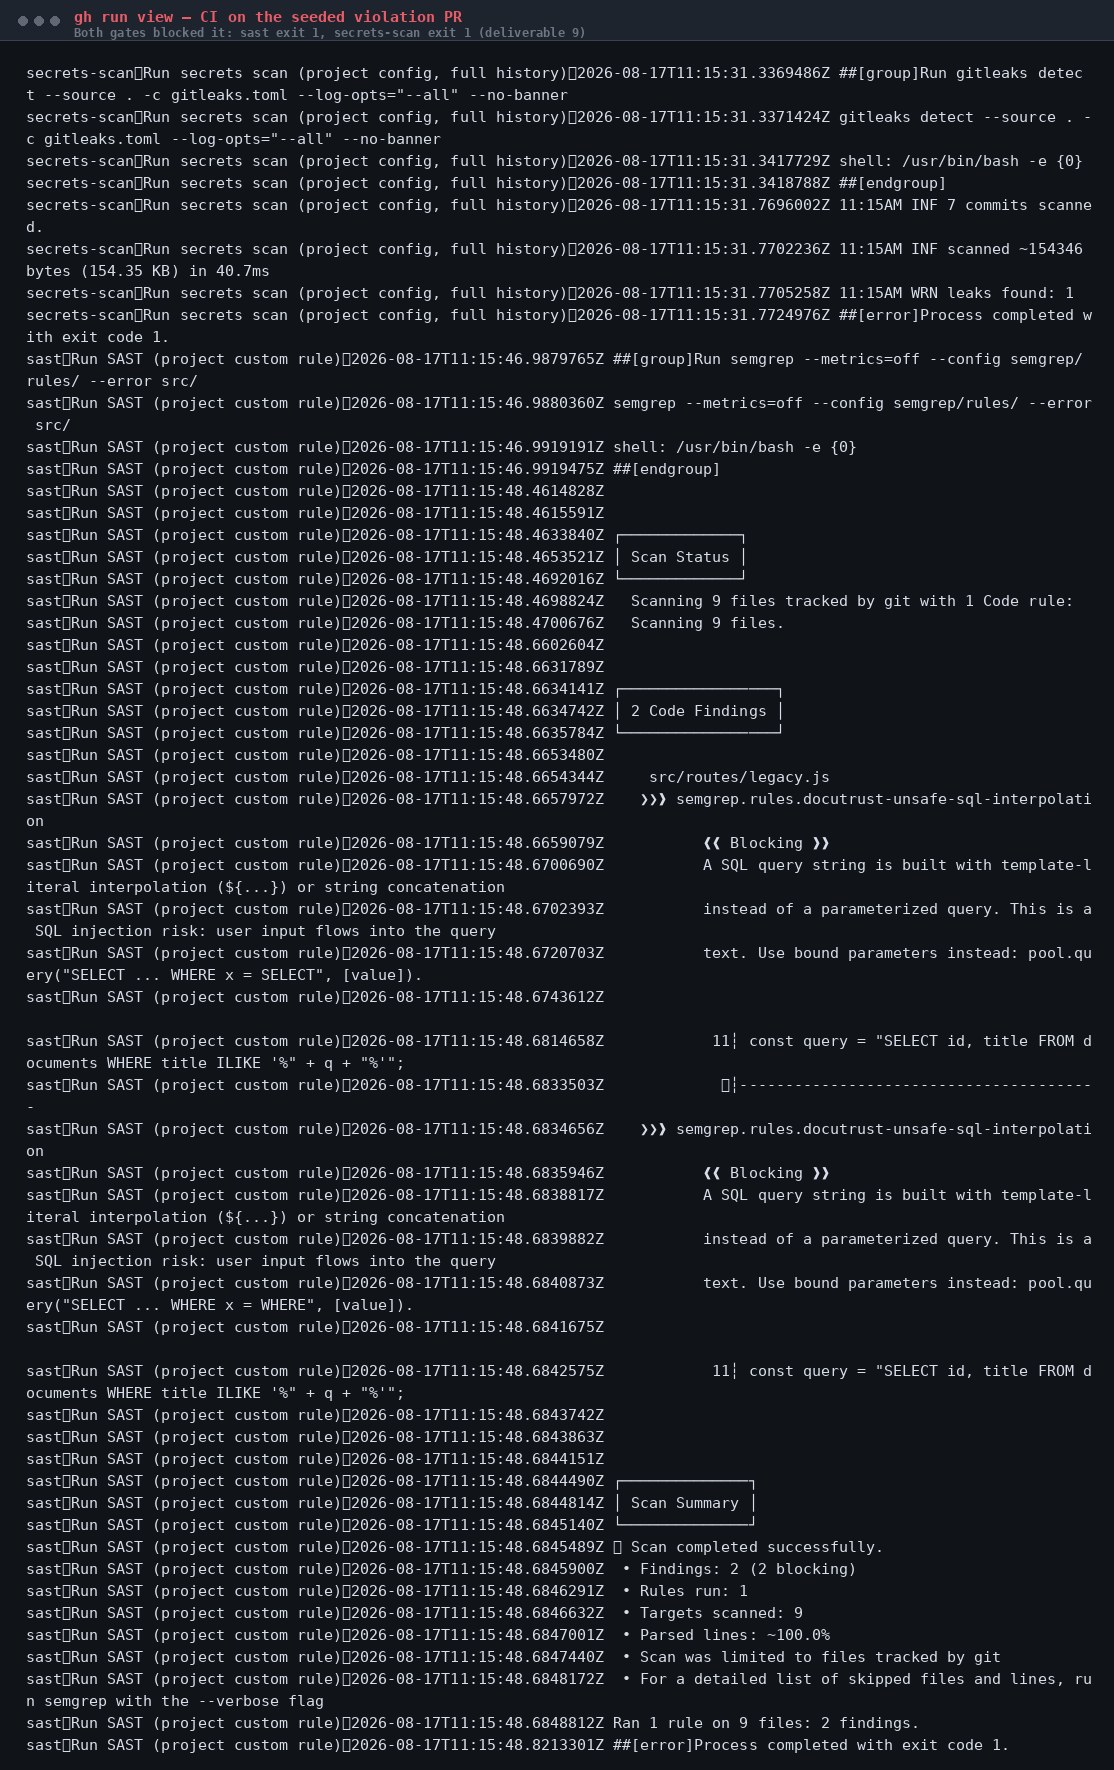 gh run view — CI on the seeded violation PR
Both gates blocked it: sast exit 1, secrets-scan exit 1 (deliverable 9)
secrets-scan▯Run secrets scan (project config, full history)▯2026-08-17T11:15:31.3369486Z ##[group]Run gitleaks detec
t --source . -c gitleaks.toml --log-opts="--all" --no-banner
secrets-scan▯Run secrets scan (project config, full history)▯2026-08-17T11:15:31.3371424Z gitleaks detect --source . -
c gitleaks.toml --log-opts="--all" --no-banner
secrets-scan▯Run secrets scan (project config, full history)▯2026-08-17T11:15:31.3417729Z shell: /usr/bin/bash -e {0}
secrets-scan▯Run secrets scan (project config, full history)▯2026-08-17T11:15:31.3418788Z ##[endgroup]
secrets-scan▯Run secrets scan (project config, full history)▯2026-08-17T11:15:31.7696002Z 11:15AM INF 7 commits scanne
d.
secrets-scan▯Run secrets scan (project config, full history)▯2026-08-17T11:15:31.7702236Z 11:15AM INF scanned ~154346
bytes (154.35 KB) in 40.7ms
secrets-scan▯Run secrets scan (project config, full history)▯2026-08-17T11:15:31.7705258Z 11:15AM WRN leaks found: 1
secrets-scan▯Run secrets scan (project config, full history)▯2026-08-17T11:15:31.7724976Z ##[error]Process completed w
ith exit code 1.
sast▯Run SAST (project custom rule)▯2026-08-17T11:15:46.9879765Z ##[group]Run semgrep --metrics=off --config semgrep/
rules/ --error src/
sast▯Run SAST (project custom rule)▯2026-08-17T11:15:46.9880360Z semgrep --metrics=off --config semgrep/rules/ --error
 src/
sast▯Run SAST (project custom rule)▯2026-08-17T11:15:46.9919191Z shell: /usr/bin/bash -e {0}
sast▯Run SAST (project custom rule)▯2026-08-17T11:15:46.9919475Z ##[endgroup]
sast▯Run SAST (project custom rule)▯2026-08-17T11:15:48.4614828Z
sast▯Run SAST (project custom rule)▯2026-08-17T11:15:48.4615591Z
sast▯Run SAST (project custom rule)▯2026-08-17T11:15:48.4633840Z ┌─────────────┐
sast▯Run SAST (project custom rule)▯2026-08-17T11:15:48.4653521Z │ Scan Status │
sast▯Run SAST (project custom rule)▯2026-08-17T11:15:48.4692016Z └─────────────┘
sast▯Run SAST (project custom rule)▯2026-08-17T11:15:48.4698824Z   Scanning 9 files tracked by git with 1 Code rule:
sast▯Run SAST (project custom rule)▯2026-08-17T11:15:48.4700676Z   Scanning 9 files.
sast▯Run SAST (project custom rule)▯2026-08-17T11:15:48.6602604Z
sast▯Run SAST (project custom rule)▯2026-08-17T11:15:48.6631789Z
sast▯Run SAST (project custom rule)▯2026-08-17T11:15:48.6634141Z ┌─────────────────┐
sast▯Run SAST (project custom rule)▯2026-08-17T11:15:48.6634742Z │ 2 Code Findings │
sast▯Run SAST (project custom rule)▯2026-08-17T11:15:48.6635784Z └─────────────────┘
sast▯Run SAST (project custom rule)▯2026-08-17T11:15:48.6653480Z
sast▯Run SAST (project custom rule)▯2026-08-17T11:15:48.6654344Z     src/routes/legacy.js
sast▯Run SAST (project custom rule)▯2026-08-17T11:15:48.6657972Z    ❯❯❱ semgrep.rules.docutrust-unsafe-sql-interpolati
on
sast▯Run SAST (project custom rule)▯2026-08-17T11:15:48.6659079Z           ❰❰ Blocking ❱❱
sast▯Run SAST (project custom rule)▯2026-08-17T11:15:48.6700690Z           A SQL query string is built with template-l
iteral interpolation (${...}) or string concatenation
sast▯Run SAST (project custom rule)▯2026-08-17T11:15:48.6702393Z           instead of a parameterized query. This is a
 SQL injection risk: user input flows into the query
sast▯Run SAST (project custom rule)▯2026-08-17T11:15:48.6720703Z           text. Use bound parameters instead: pool.qu
ery("SELECT ... WHERE x = SELECT", [value]).
sast▯Run SAST (project custom rule)▯2026-08-17T11:15:48.6743612Z
sast▯Run SAST (project custom rule)▯2026-08-17T11:15:48.6814658Z            11┆ const query = "SELECT id, title FROM d
ocuments WHERE title ILIKE '%" + q + "%'";
sast▯Run SAST (project custom rule)▯2026-08-17T11:15:48.6833503Z             ▯┆---------------------------------------
-
sast▯Run SAST (project custom rule)▯2026-08-17T11:15:48.6834656Z    ❯❯❱ semgrep.rules.docutrust-unsafe-sql-interpolati
on
sast▯Run SAST (project custom rule)▯2026-08-17T11:15:48.6835946Z           ❰❰ Blocking ❱❱
sast▯Run SAST (project custom rule)▯2026-08-17T11:15:48.6838817Z           A SQL query string is built with template-l
iteral interpolation (${...}) or string concatenation
sast▯Run SAST (project custom rule)▯2026-08-17T11:15:48.6839882Z           instead of a parameterized query. This is a
 SQL injection risk: user input flows into the query
sast▯Run SAST (project custom rule)▯2026-08-17T11:15:48.6840873Z           text. Use bound parameters instead: pool.qu
ery("SELECT ... WHERE x = WHERE", [value]).
sast▯Run SAST (project custom rule)▯2026-08-17T11:15:48.6841675Z
sast▯Run SAST (project custom rule)▯2026-08-17T11:15:48.6842575Z            11┆ const query = "SELECT id, title FROM d
ocuments WHERE title ILIKE '%" + q + "%'";
sast▯Run SAST (project custom rule)▯2026-08-17T11:15:48.6843742Z
sast▯Run SAST (project custom rule)▯2026-08-17T11:15:48.6843863Z
sast▯Run SAST (project custom rule)▯2026-08-17T11:15:48.6844151Z
sast▯Run SAST (project custom rule)▯2026-08-17T11:15:48.6844490Z ┌──────────────┐
sast▯Run SAST (project custom rule)▯2026-08-17T11:15:48.6844814Z │ Scan Summary │
sast▯Run SAST (project custom rule)▯2026-08-17T11:15:48.6845140Z └──────────────┘
sast▯Run SAST (project custom rule)▯2026-08-17T11:15:48.6845489Z ▯ Scan completed successfully.
sast▯Run SAST (project custom rule)▯2026-08-17T11:15:48.6845900Z  • Findings: 2 (2 blocking)
sast▯Run SAST (project custom rule)▯2026-08-17T11:15:48.6846291Z  • Rules run: 1
sast▯Run SAST (project custom rule)▯2026-08-17T11:15:48.6846632Z  • Targets scanned: 9
sast▯Run SAST (project custom rule)▯2026-08-17T11:15:48.6847001Z  • Parsed lines: ~100.0%
sast▯Run SAST (project custom rule)▯2026-08-17T11:15:48.6847440Z  • Scan was limited to files tracked by git
sast▯Run SAST (project custom rule)▯2026-08-17T11:15:48.6848172Z  • For a detailed list of skipped files and lines, ru
n semgrep with the --verbose flag
sast▯Run SAST (project custom rule)▯2026-08-17T11:15:48.6848812Z Ran 1 rule on 9 files: 2 findings.
sast▯Run SAST (project custom rule)▯2026-08-17T11:15:48.8213301Z ##[error]Process completed with exit code 1.